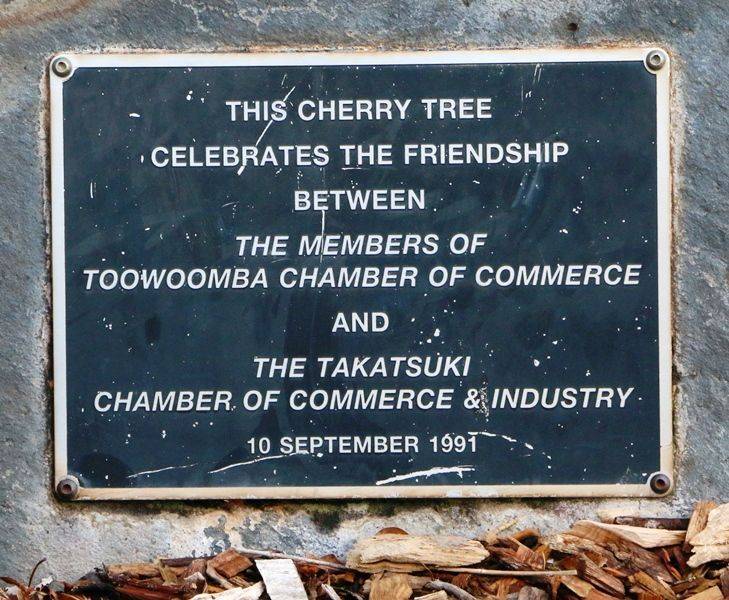 THIS CHERRY TREE
CELEBRATES THE FRIENDSHIP
BETWEEN
THE MEMBERS OF
TOOWOOMBA CHAMBER OF COMMERCE
AND
THE TAKATSUKI
CHAMBER OF COMMERCE & INDUSTRY
10 SEPTEMBER 1991